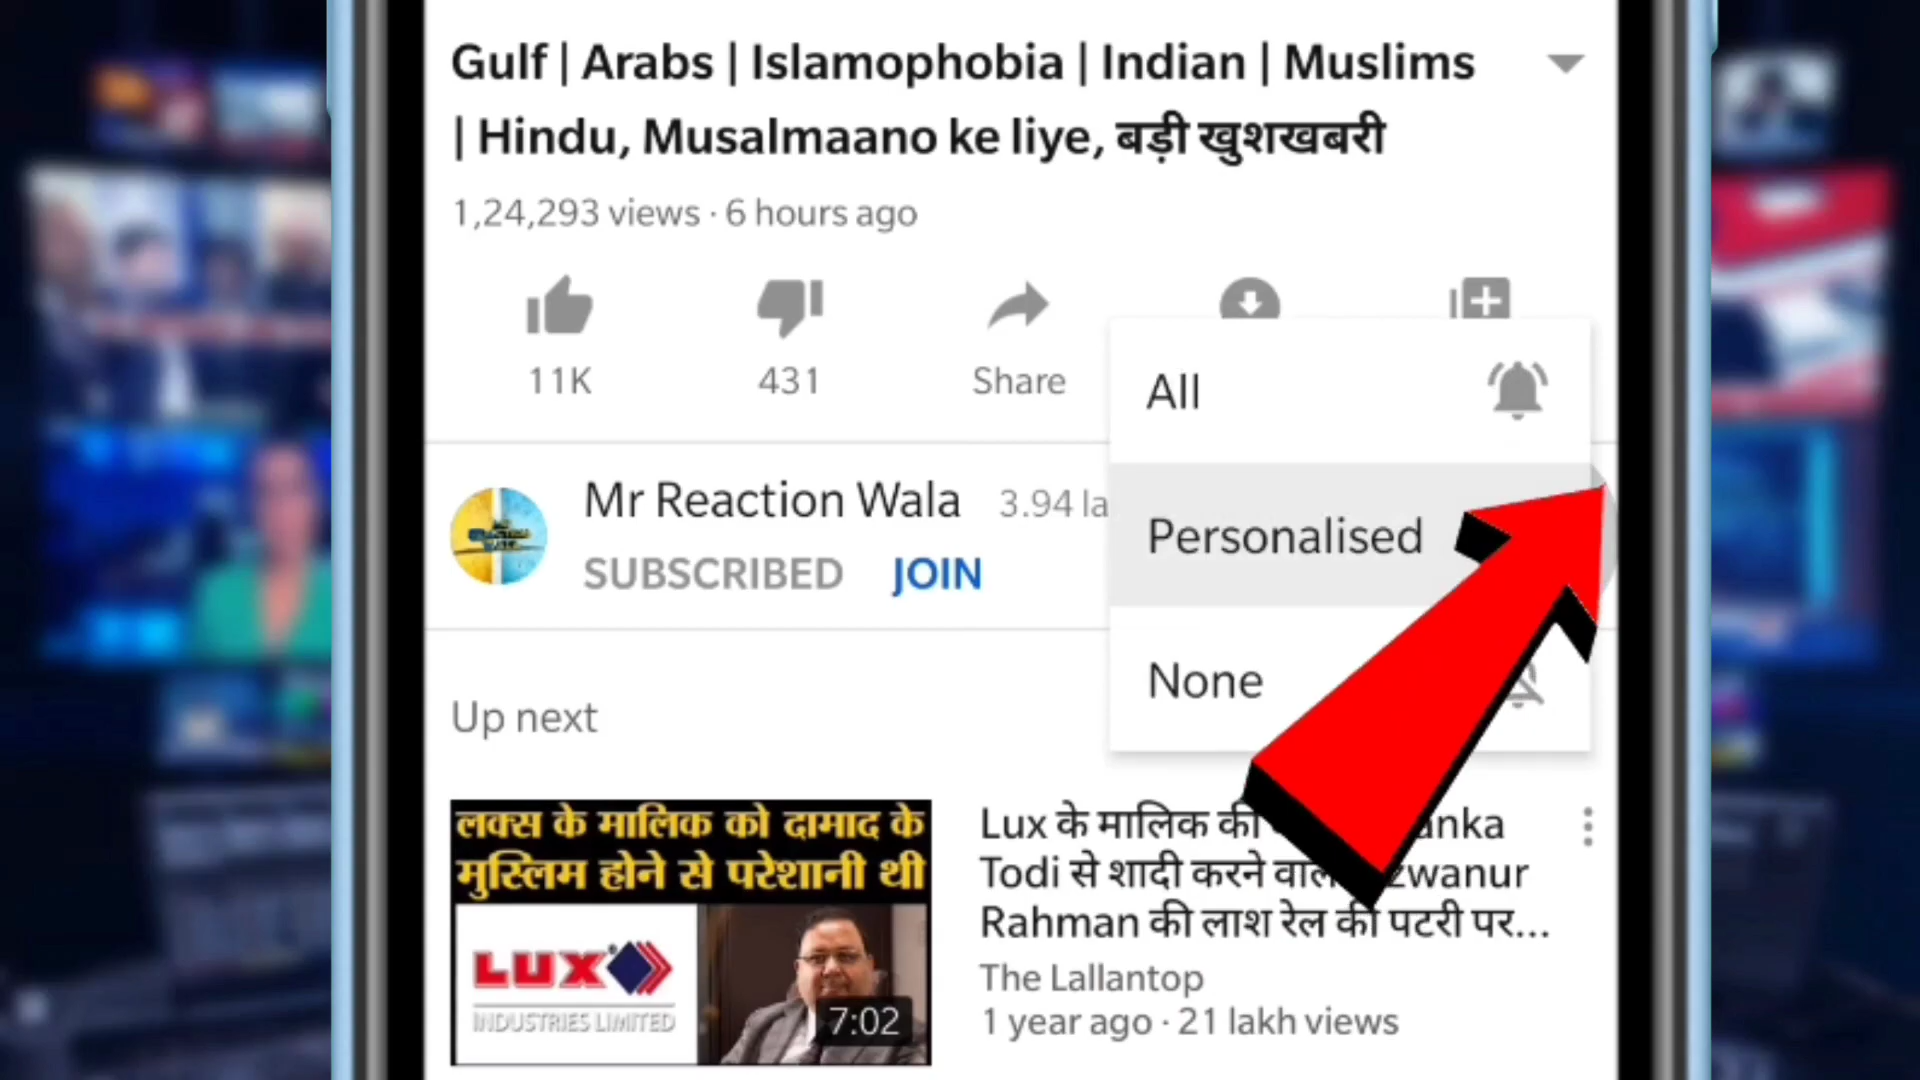 Gulf | Arabs | Islamophobia | Indian | Muslims
| Hindu, Musalmaano ke liye, बड़ी खुशखबरी
1,24,293 views · 6 hours ago
11K
431
Share
All
Personalised
None
Mr Reaction Wala 3.94 la
SUBSCRIBED JOIN
Up next
लक्स के मालिक को दामाद के
मुस्लिम होने से परेशानी थी
LUX
INDUSTRIES LIMITED
7:02
Lux के मालिक की
Todi से शादी करने
Rahman की लाश रेल की पटरी पर...
The Lallantop
1 year ago · 21 lakh views